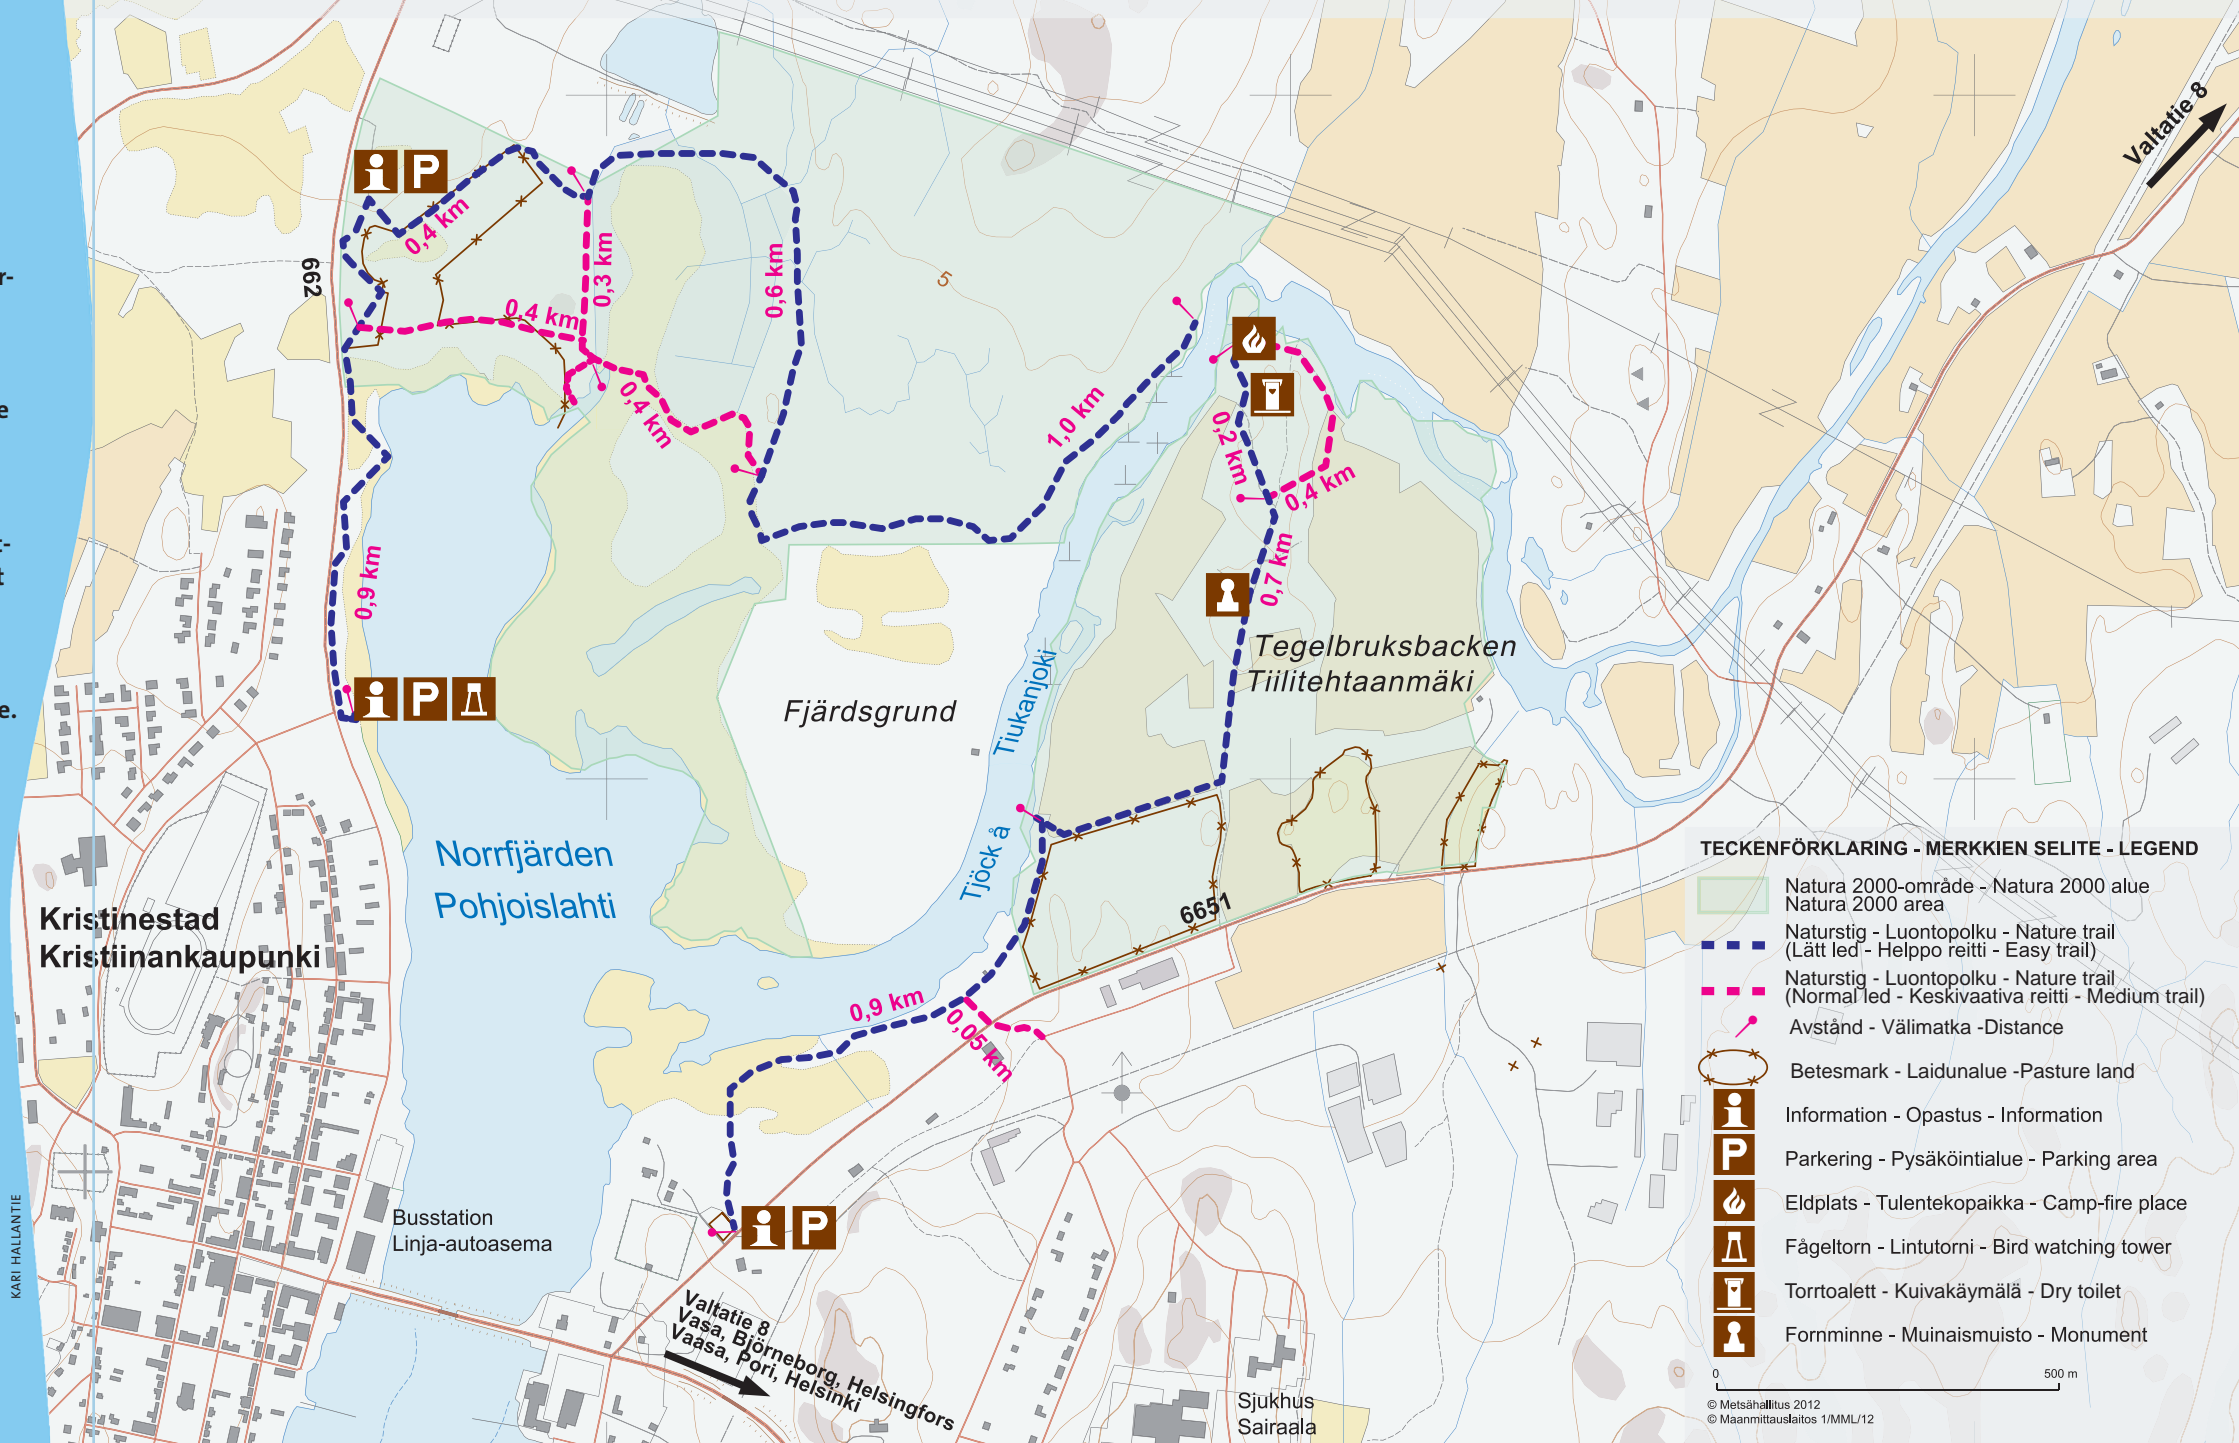 r-
e
t-
t
e.
KARI HALLANTIE
Valtatie 8
662
0,4 km
0,3 km
0,6 km
0,4 km
0,4 km
5
1,0 km
0,2 km
0,4 km
0,9 km
0,7 km
Tegelbruksbacken
Tiilitehtaanmäki
Fjärdsgrund
Tiukanjoki
Tjöck å
Norrfjärden
Pohjoislahti
Kristinestad
Kristiinankaupunki
6651
0,9 km
0,05 km
Busstation
Linja-autoasema
Valtatie 8
Vasa, Björneborg, Helsingfors
Vaasa, Pori, Helsinki
Sjukhus
Sairaala
TECKENFÖRKLARING - MERKKIEN SELITE - LEGEND
Natura 2000-område - Natura 2000 alue
Natura 2000 area
Naturstig - Luontopolku - Nature trail
(Lätt led - Helppo reitti - Easy trail)
Naturstig - Luontopolku - Nature trail
(Normal led - Keskivaativa reitti - Medium trail)
Avstånd - Välimatka -Distance
Betesmark - Laidunalue -Pasture land
Information - Opastus - Information
Parkering - Pysäköintialue - Parking area
Eldplats - Tulentekopaikka - Camp-fire place
Fågeltorn - Lintutorni - Bird watching tower
Torrtoalett - Kuivakäymälä - Dry toilet
Fornminne - Muinaismuisto - Monument
0 500 m
© Metsähallitus 2012
© Maanmittauslaitos 1/MML/12
i P
i P
i P
i
P